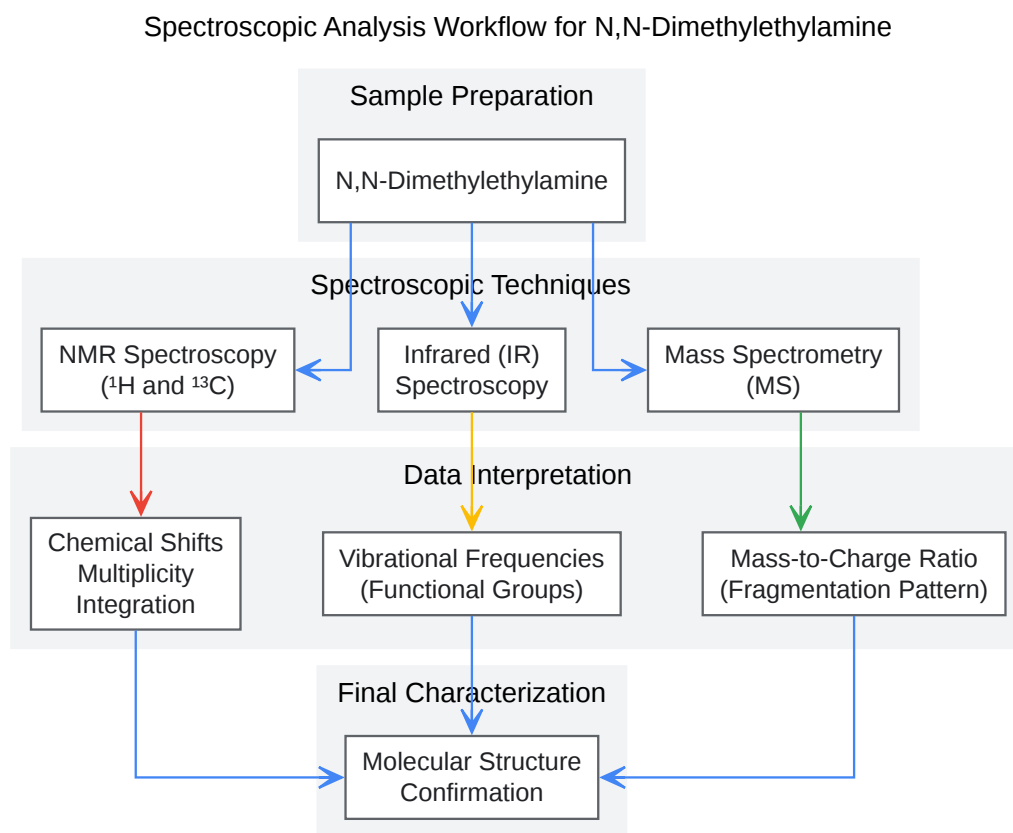 Spectroscopic Analysis Workflow for N,N-Dimethylethylamine
Sample Preparation
N,N-Dimethylethylamine
Spectroscopic Techniques
NMR Spectroscopy
(¹H and ¹³C)
Infrared (IR)
Spectroscopy
Mass Spectrometry
(MS)
Data Interpretation
Chemical Shifts
Multiplicity
Integration
Vibrational Frequencies
(Functional Groups)
Mass-to-Charge Ratio
(Fragmentation Pattern)
Final Characterization
Molecular Structure
Confirmation